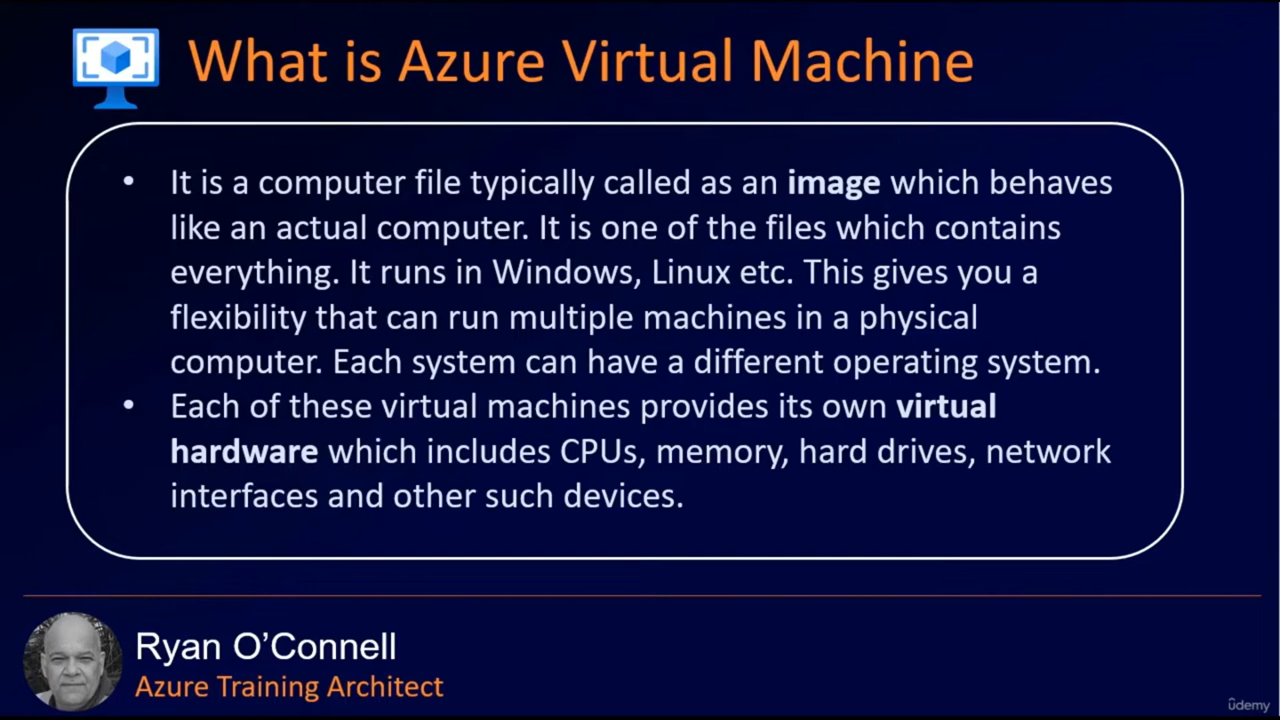 What is Azure Virtual Machine
• It is a computer file typically called as an image which behaves
like an actual computer. It is one of the files which contains
everything. It runs in Windows, Linux etc. This gives you a
flexibility that can run multiple machines in a physical
computer. Each system can have a different operating system.
• Each of these virtual machines provides its own virtual
hardware which includes CPUs, memory, hard drives, network
interfaces and other such devices.
Ryan O’Connell
Azure Training Architect
ûdemy